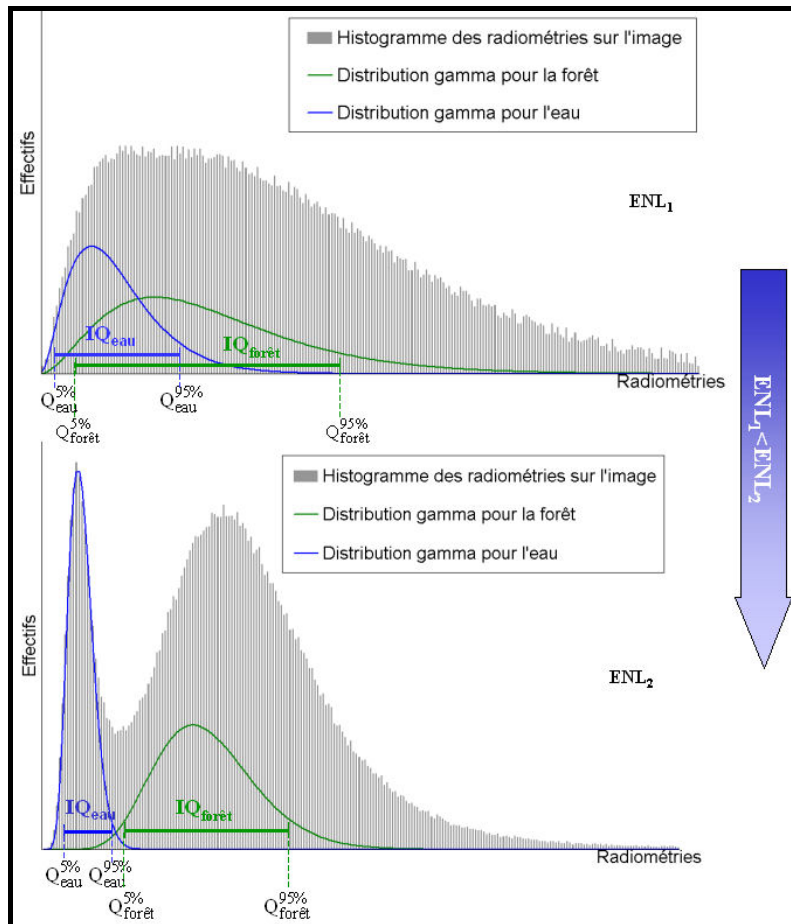 Histogramme des radiométries sur l'image
Distribution gamma pour la forêt
Distribution gamma pour l'eau
Effectifs
ENL1
IQeau
IQforêt
Radiométries
Q5%eau
Q95%eau
Q5%forêt
Q95%forêt
ENL1<ENL2
Histogramme des radiométries sur l'image
Distribution gamma pour la forêt
Distribution gamma pour l'eau
Effectifs
ENL2
IQeau
IQforêt
Radiométries
Q5%eau
Q95%eau
Q5%forêt
Q95%forêt